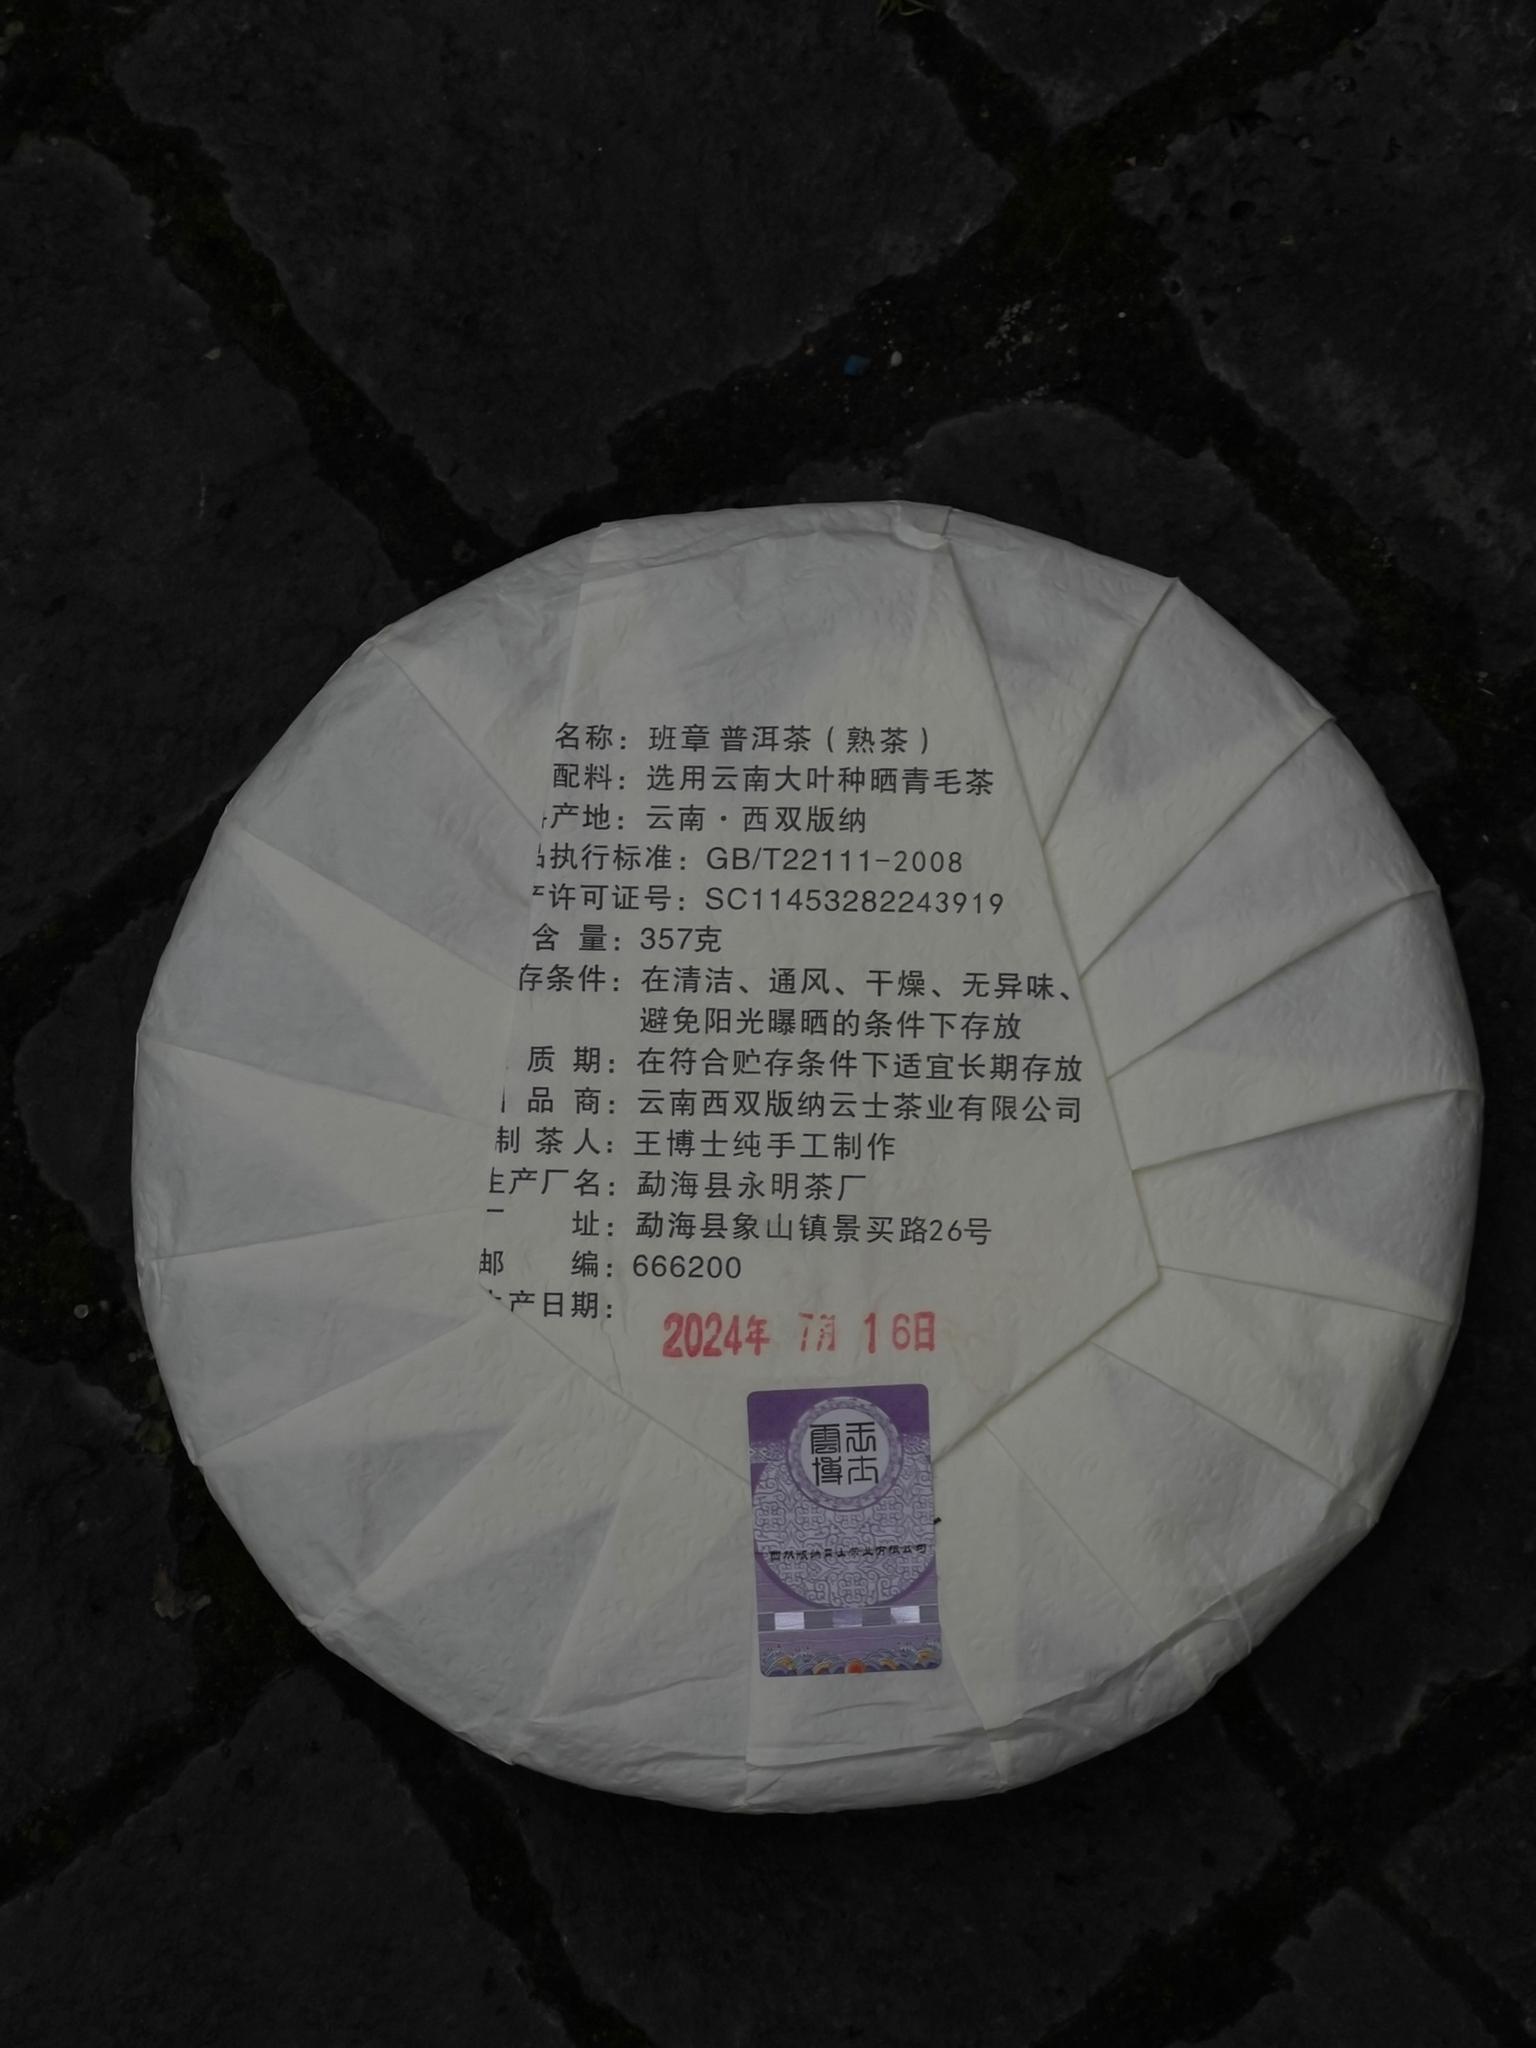 名称：班章 普洱茶（熟茶）
配料：选用云南大叶种晒青毛茶
产地：云南·西双版纳
执行标准：GB/T22111-2008
许可证号：SC11453282243919
含 量：357克
存条件：在清洁、通风、干燥、无异味、
避免阳光曝晒的条件下存放
质 期：在符合贮存条件下适宜长期存放
品 商：云南西双版纳云士茶业有限公司
制 茶 人：王博士纯手工制作
生产厂名：勐海县永明茶厂
址：勐海县象山镇景买路26号
邮 编：666200
产日期：
2024年 7月 16日